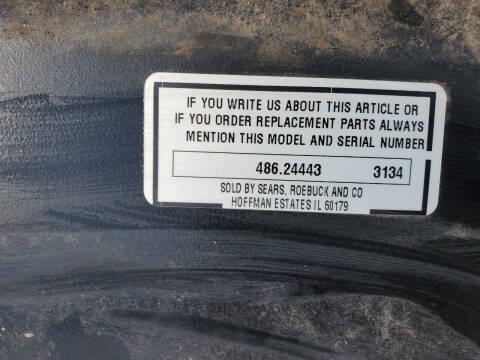 IF YOU WRITE US ABOUT THIS ARTICLE OR
IF YOU ORDER REPLACEMENT PARTS ALWAYS
MENTION THIS MODEL AND SERIAL NUMBER
486.24443 3134
SOLD BY SEARS, ROEBUCK AND CO
HOFFMAN ESTATES IL 60179